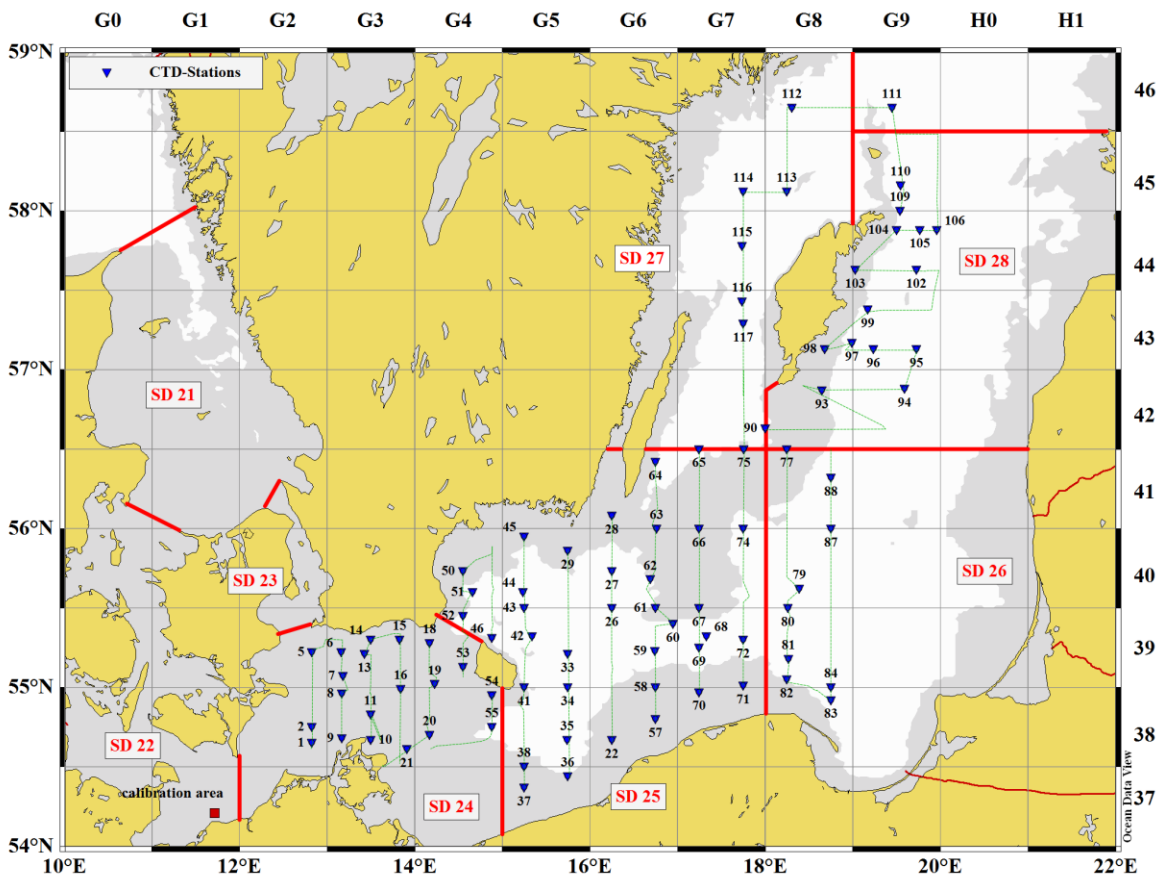 G0 G1 G2 G3 G4 G5 G6 G7 G8 G9 H0 H1
59°N
CTD-Stations
112 111 46
110
114 113 45
109
58°N
104 105 106
115
SD 27 SD 28
103 102 44
116
99
117
98 97 96 95 43
57°N
SD 21
93 94
90 42
65 75 77
64
88 41
63
45 28
56°N
66 74 87
29
50 62 79
SD 23 51 44 27 40
SD 26
43 61
52 26 67 80
14 15 18 46 42 60 68
6
5 13 53 33 59 69 72 81 39
7 16 19 84
8 54
55°N
41 34 58 82
11 55 70 71 83
2 20 35 57
SD 22 1 9 10 38 22 38
21 36
calibration area
SD 24 37 SD 25 37
54°N
10°E 12°E 14°E 16°E 18°E 20°E 22°E
Ocean Data View